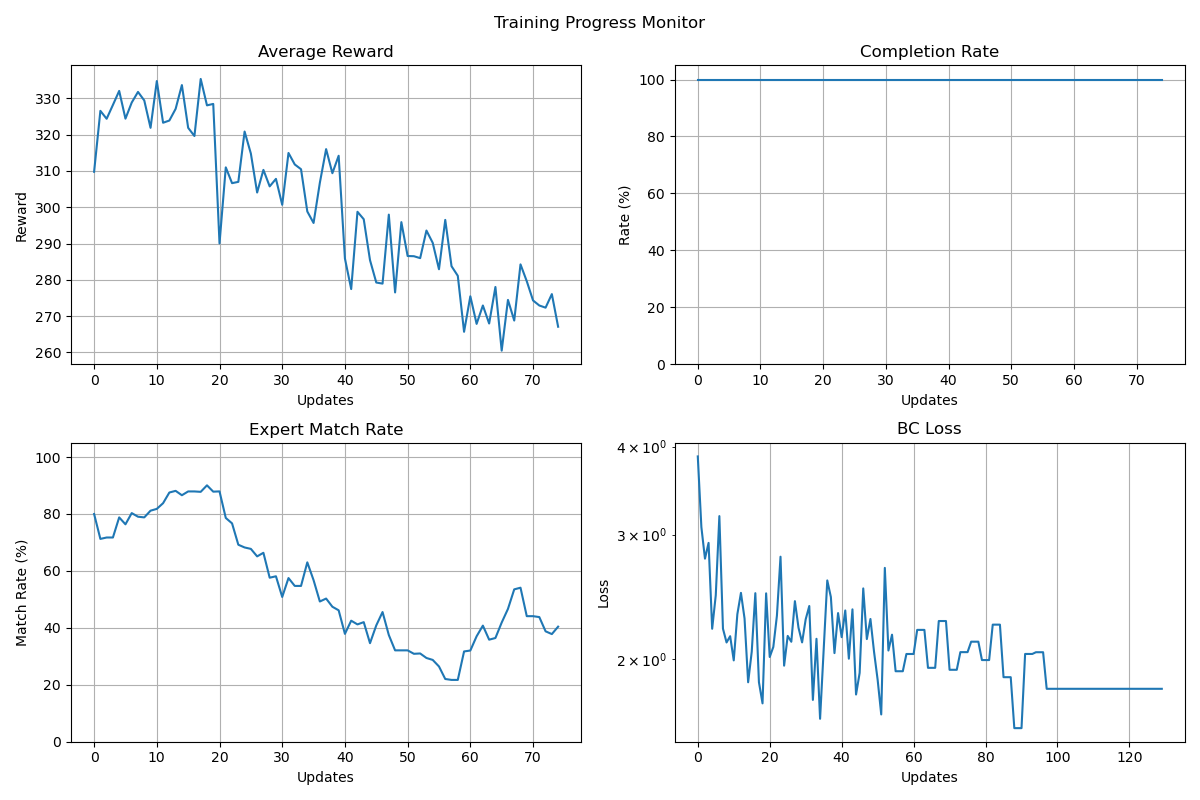 Training Progress Monitor
Average Reward
Reward
330
320
310
300
290
280
270
260
0 10 20 30 40 50 60 70
Updates
Completion Rate
Rate (%)
100
80
60
40
20
0
0 10 20 30 40 50 60 70
Updates
Expert Match Rate
Match Rate (%)
100
80
60
40
20
0
0 10 20 30 40 50 60 70
Updates
BC Loss
Loss
4 × 10⁰
3 × 10⁰
2 × 10⁰
0 20 40 60 80 100 120
Updates